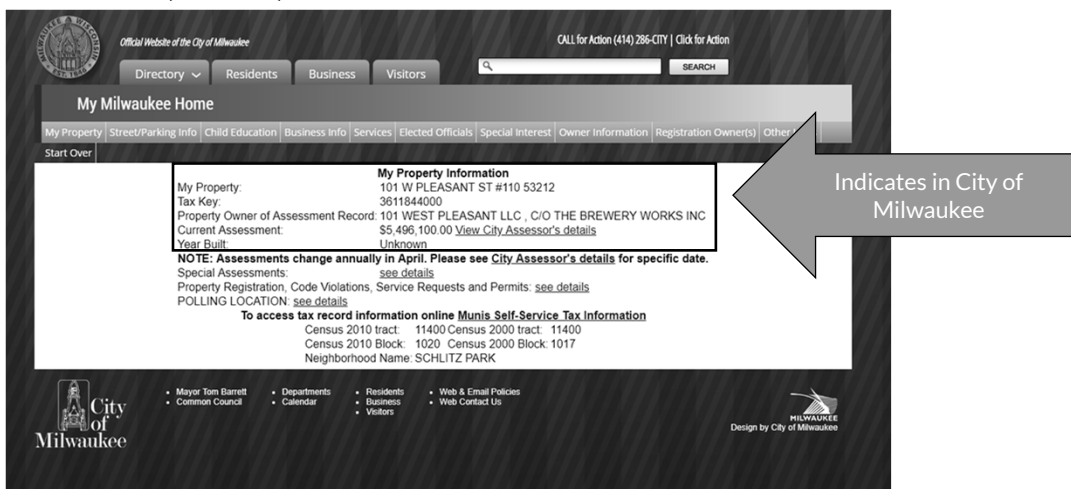 Official Website of the City of Milwaukee
CALL for Action (414) 286-CITY | Click for Action
Directory Residents Business Visitors
SEARCH
My Milwaukee Home
My Property Street/Parking Info Child Education Business Info Services Elected Officials Special Interest Owner Information Registration Owner(s) Other
Start Over
My Property Information
My Property: 101 W PLEASANT ST #110 53212
Tax Key: 3611844000
Property Owner of Assessment Record: 101 WEST PLEASANT LLC , C/O THE BREWERY WORKS INC
Current Assessment: $5,496,100.00 View City Assessor's details
Year Built: Unknown
NOTE: Assessments change annually in April. Please see City Assessor's details for specific date.
Special Assessments: see details
Property Registration, Code Violations, Service Requests and Permits: see details
POLLING LOCATION: see details
To access tax record information online Munis Self-Service Tax Information
Census 2010 tract: 11400 Census 2000 tract: 11400
Census 2010 Block: 1020 Census 2000 Block: 1017
Neighborhood Name: SCHLITZ PARK
Indicates in City of
Milwaukee
City
of
Milwaukee
• Mayor Tom Barrett • Departments • Residents • Web & Email Policies
• Common Council • Calendar • Business • Web Contact Us
• Visitors
MILWAUKEE
Design by City of Milwaukee